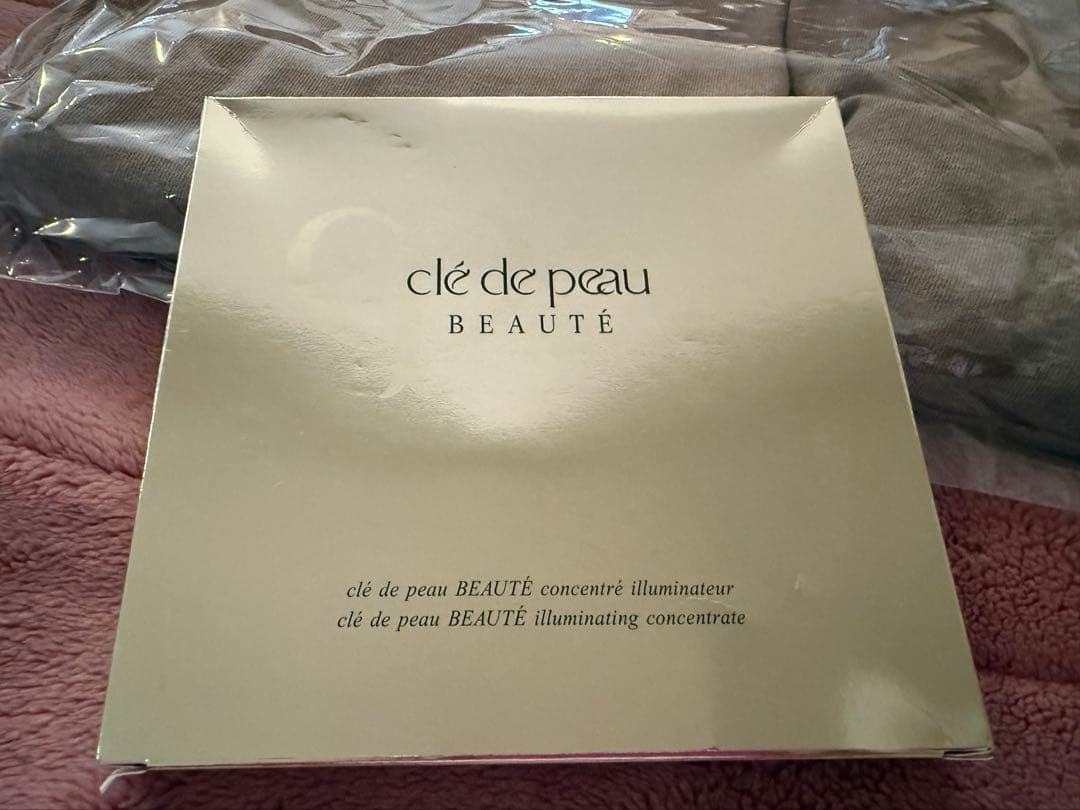 clé de peau
BEAUTÉ
clé de peau BEAUTÉ concentré illuminateur
clé de peau BEAUTÉ illuminating concentrate